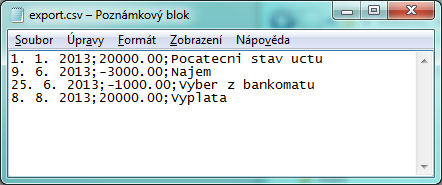 export.csv – Poznámkový blok
Soubor Úpravy Formát Zobrazení Nápověda
1. 1. 2013;20000.00;Pocatecni stav uctu
9. 6. 2013;-3000.00;Najem
25. 6. 2013;-1000.00;Vyber z bankomatu
8. 8. 2013;20000.00;Vyplata